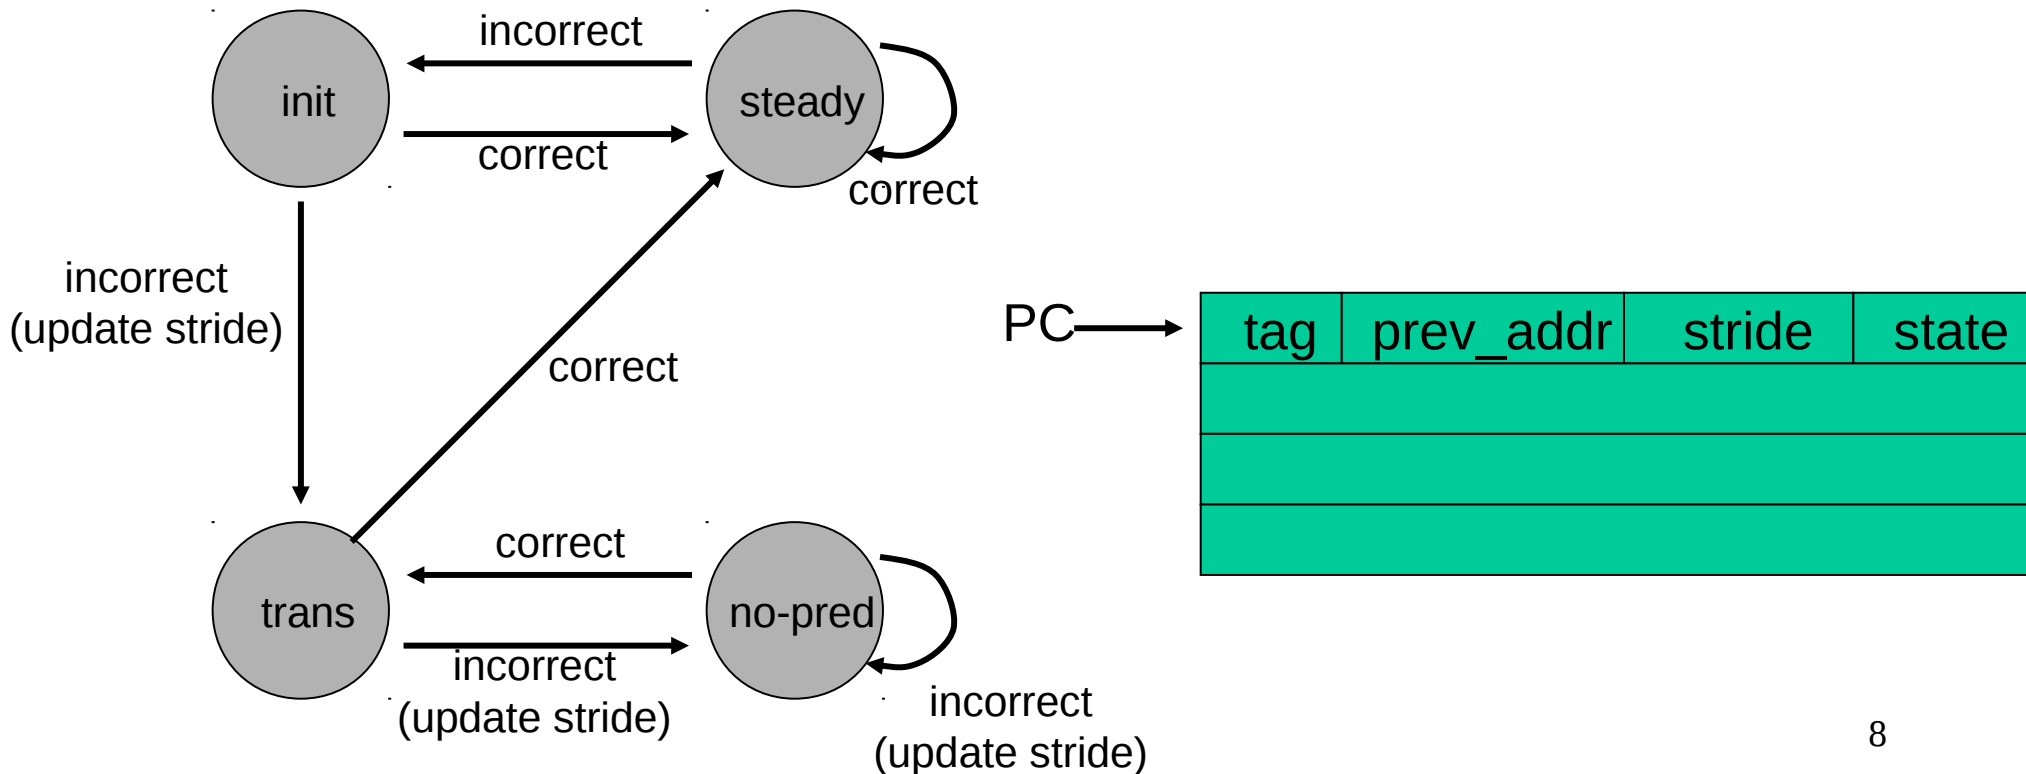 incorrect
init
steady
correct
correct
incorrect
(update stride)
correct
PC
tag prev_addr stride state
correct
trans
no-pred
incorrect
(update stride)
incorrect
(update stride)
8